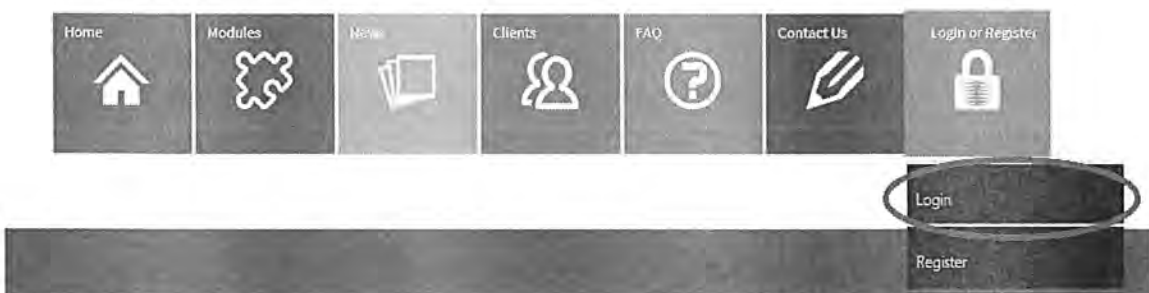 Home Modules News Clients FAQ Contact Us Login or Register
Login
Register